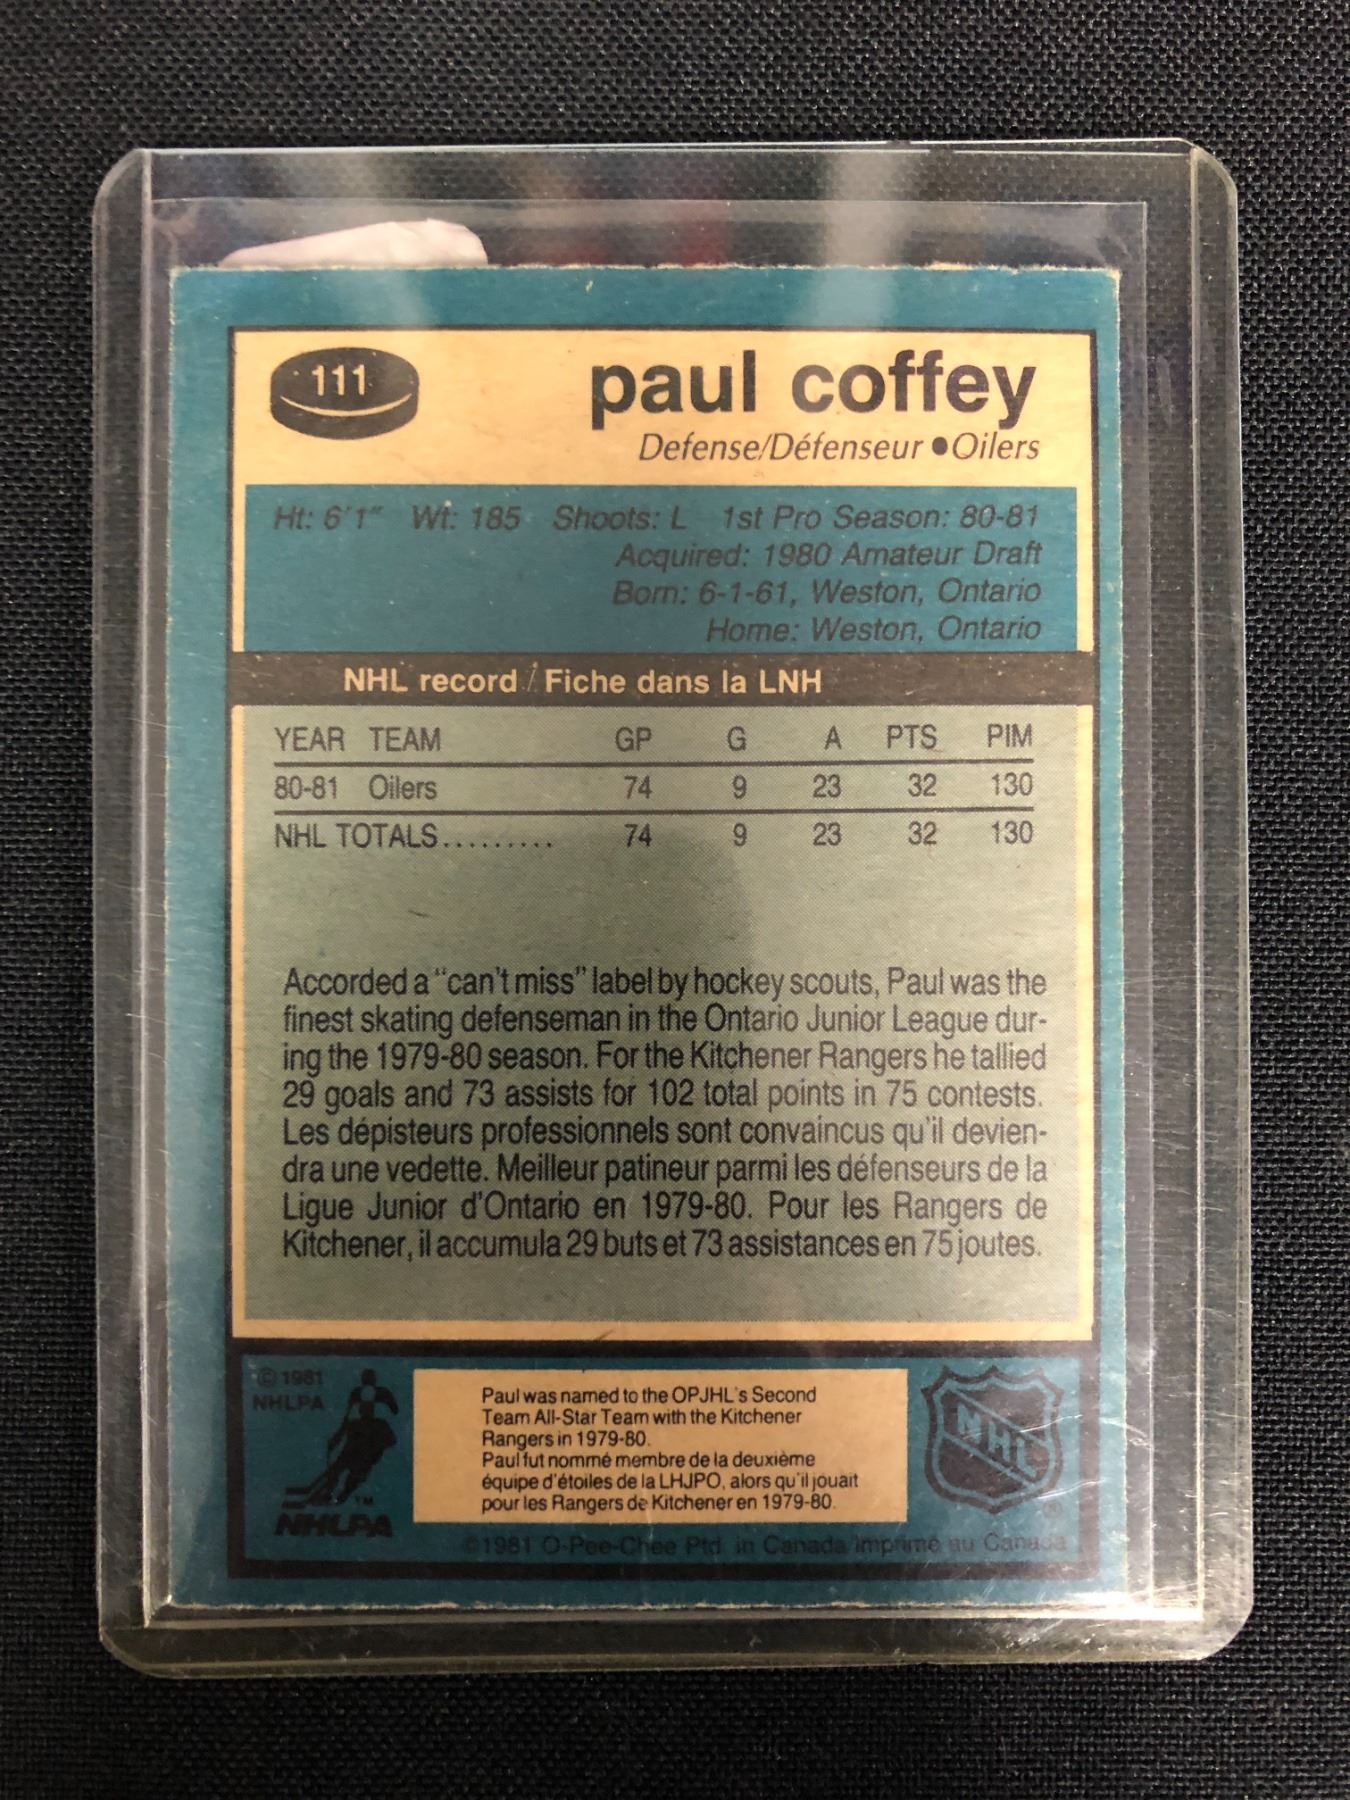 111
paul coffey
Defense/Défenseur ●Oilers
Ht: 6'1" Wt: 185 Shoots: L 1st Pro Season: 80-81
Acquired: 1980 Amateur Draft
Born: 6-1-61, Weston, Ontario
Home: Weston, Ontario
NHL record / Fiche dans la LNH
YEAR TEAM GP G A PTS PIM
80-81 Oilers 74 9 23 32 130
NHL TOTALS......... 74 9 23 32 130
Accorded a "can't miss" label by hockey scouts, Paul was the
finest skating defenseman in the Ontario Junior League dur-
ing the 1979-80 season. For the Kitchener Rangers he tallied
29 goals and 73 assists for 102 total points in 75 contests.
Les dépisteurs professionnels sont convaincus qu'il devien-
dra une vedette. Meilleur patineur parmi les défenseurs de la
Ligue Junior d'Ontario en 1979-80. Pour les Rangers de
Kitchener, il accumula 29 buts et 73 assistances en 75 joutes.
© 1981
NHLPA
TM
NHLPA
Paul was named to the OPJHL's Second
Team All-Star Team with the Kitchener
Rangers in 1979-80.
Paul fut nommé membre de la deuxième
équipe d'étoiles de la LHJPO, alors qu'il jouait
pour les Rangers de Kitchener en 1979-80.
NHL
®
©1981 O-Pee-Chee Ptd. in Canada Imprimé au Canada